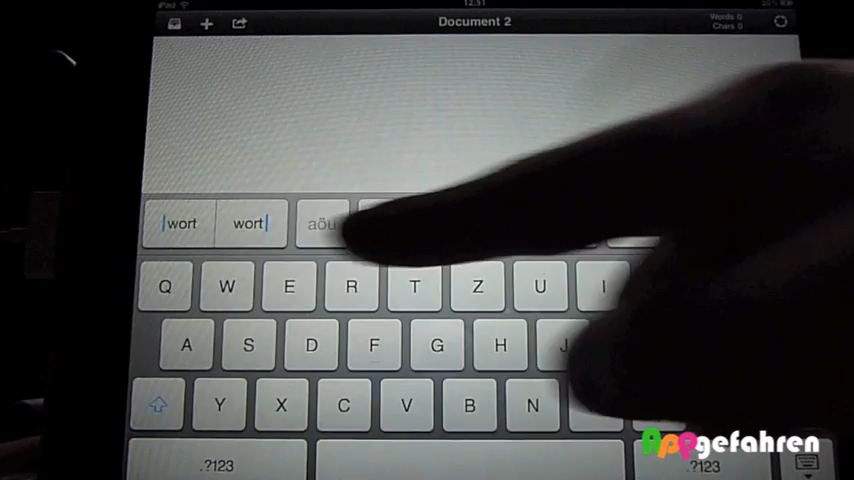 iPad 12:51
Document 2
Words 0
Chars 0
wort wort aöu
Q W E R T Z U I
A S D F G H J
Y X C V B N
.?123 .?123
Appgefahren